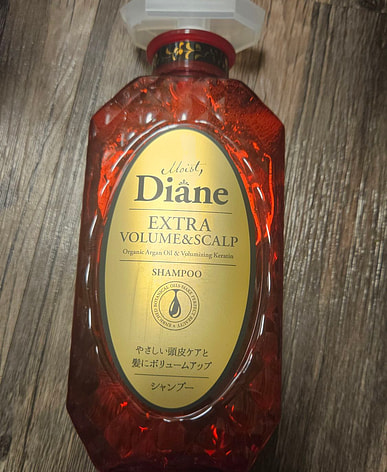 Moist
Diane
EXTRA
VOLUME&SCALP
Organic Argan Oil & Volumizing Keratin
SHAMPOO
やさしい頭皮ケアと
髪にボリュームアップ
シャンプー